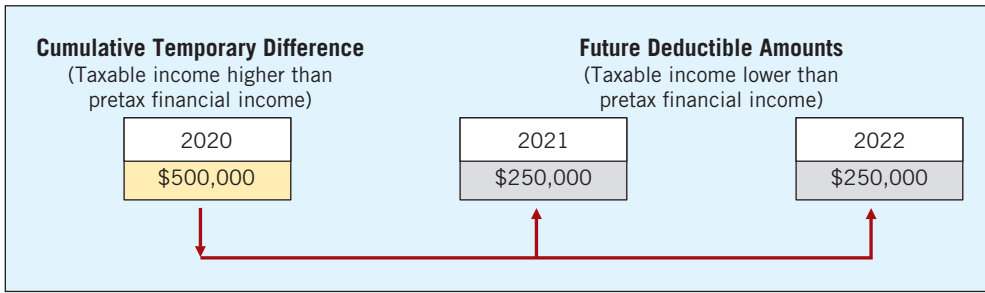 Cumulative Temporary Difference
(Taxable income higher than
pretax financial income)
Future Deductible Amounts
(Taxable income lower than
pretax financial income)
2020
$500,000
2021
$250,000
2022
$250,000